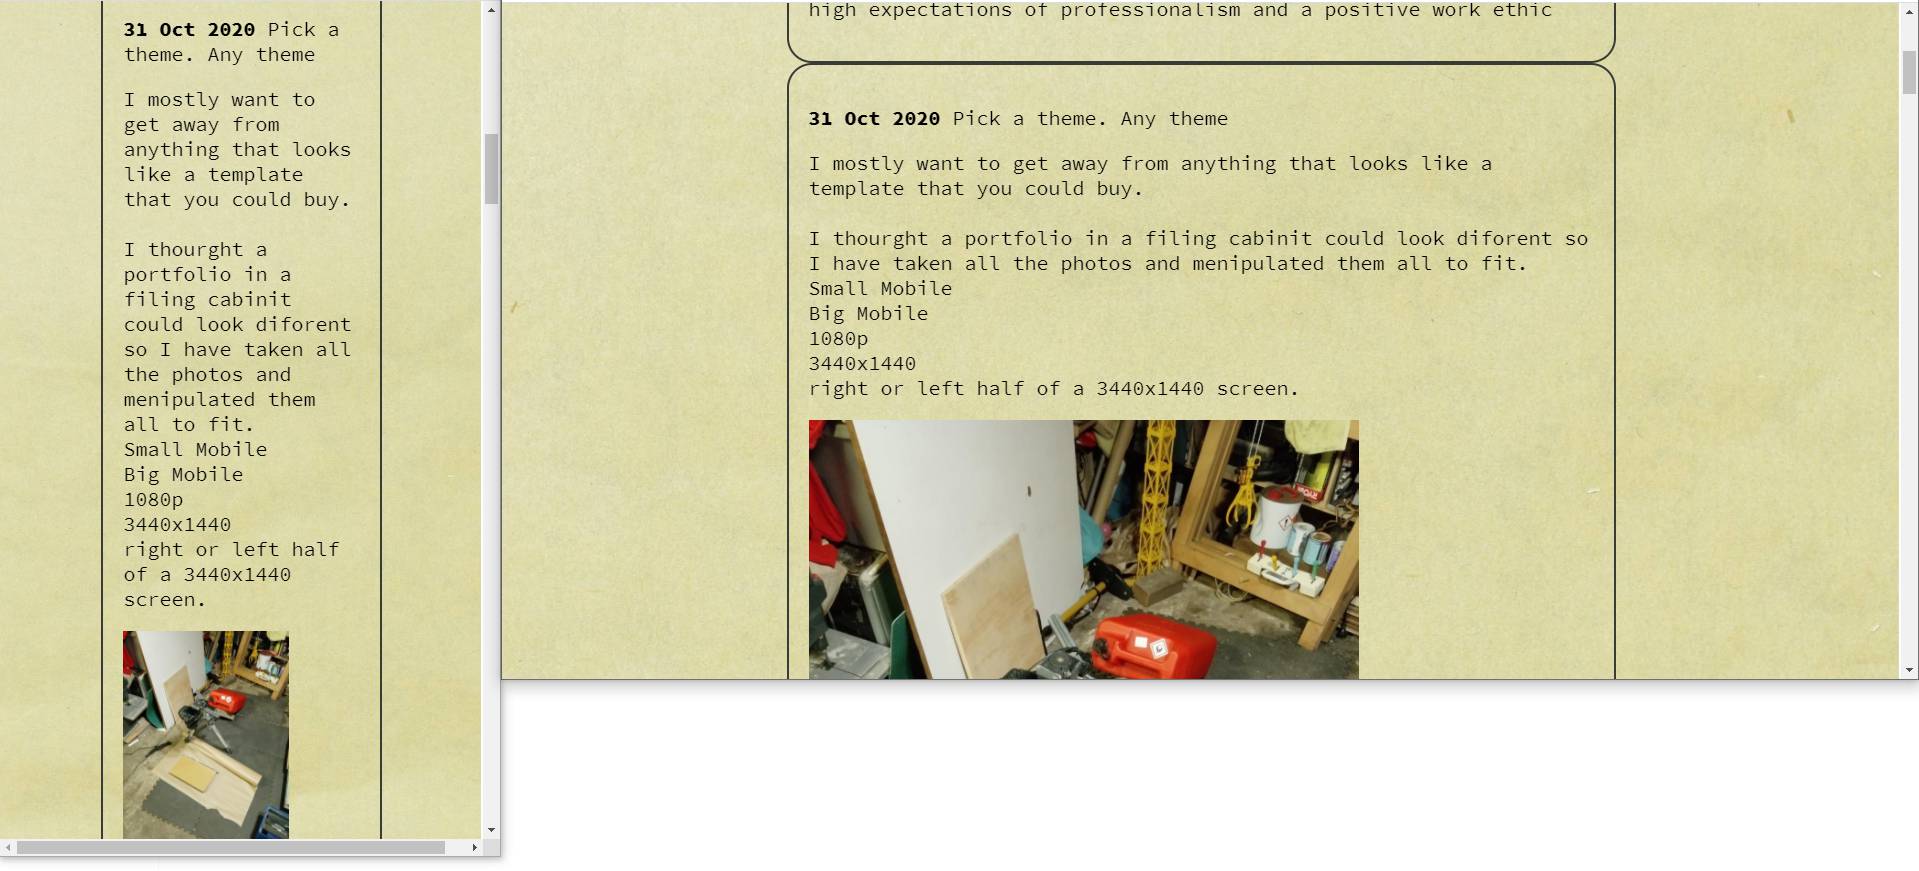 31 Oct 2020 Pick a
theme. Any theme
I mostly want to
get away from
anything that looks
like a template
that you could buy.
I thourght a
portfolio in a
filing cabinit
could look diforent
so I have taken all
the photos and
menipulated them
all to fit.
Small Mobile
Big Mobile
1080p
3440x1440
right or left half
of a 3440x1440
screen.
high expectations of professionalism and a positive work ethic
31 Oct 2020 Pick a theme. Any theme
I mostly want to get away from anything that looks like a
template that you could buy.
I thourght a portfolio in a filing cabinit could look diforent so
I have taken all the photos and menipulated them all to fit.
Small Mobile
Big Mobile
1080p
3440x1440
right or left half of a 3440x1440 screen.
RYOBI